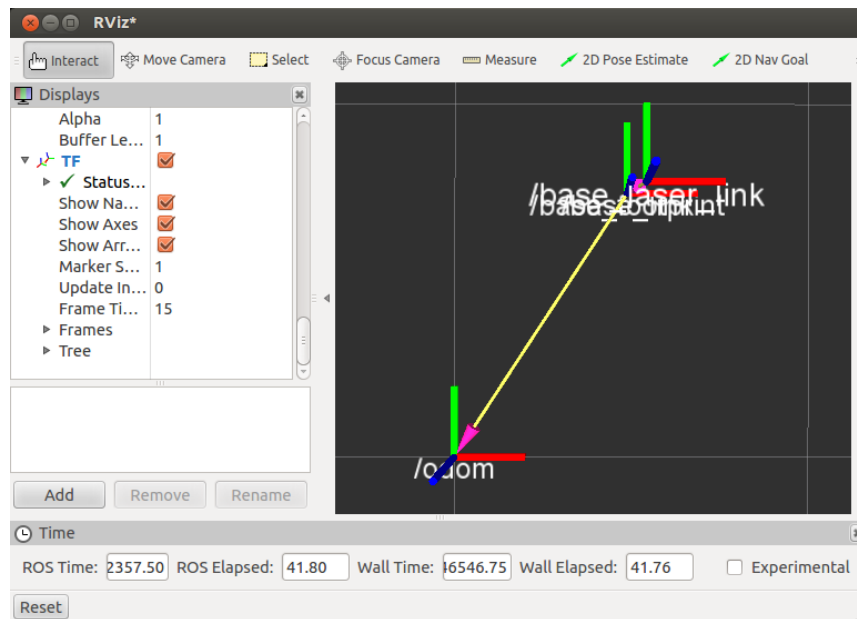 RViz*
Interact Move Camera Select Focus Camera Measure 2D Pose Estimate 2D Nav Goal
Displays
Alpha 1
Buffer Le... 1
TF
Status...
Show Na...
Show Axes
Show Arr...
Marker S... 1
Update In... 0
Frame Ti... 15
Frames
Tree
/base_laser_link
/odom
Add Remove Rename
Time
ROS Time: 2357.50 ROS Elapsed: 41.80 Wall Time: 46546.75 Wall Elapsed: 41.76 Experimental
Reset